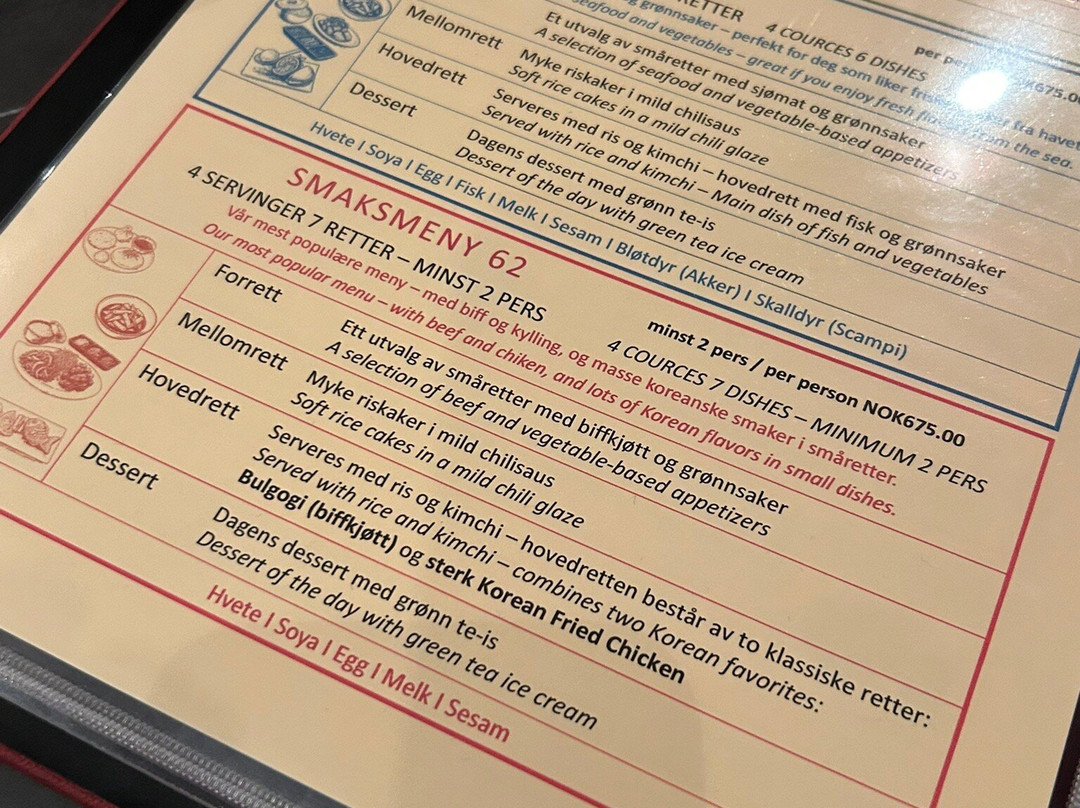 RETTER 4 COURCES 6 DISHES
per
grønnsaker – perfekt for deg som liker
seafood and vegetables – great if you enjoy fresh
from the sea.
Mellomrett
Et utvalg av småretter med sjømat og grønnsaker
A selection of seafood and vegetable-based appetizers
Hovedrett
Myke riskaker i mild chilisaus
Soft rice cakes in a mild chili glaze
Dessert
Serveres med ris og kimchi – hovedrett med fisk og grønnsaker
Served with rice and kimchi – Main dish of fish and vegetables
Dagens dessert med grønn te-is
Dessert of the day with green tea ice cream
Hvete I Soya I Egg I Fisk I Melk I Sesam I Bløtdyr (Akker) I Skalldyr (Scampi)
SMAKSMENY 62
minst 2 pers / per person NOK675.00
4 SERVINGER 7 RETTER – MINST 2 PERS
4 COURCES 7 DISHES – MINIMUM 2 PERS
Vår mest populære meny – med biff og kylling, og masse koreanske smaker i småretter.
Our most popular menu – with beef and chiken, and lots of Korean flavors in small dishes.
Forrett
Ett utvalg av småretter med biffkjøtt og grønnsaker
A selection of beef and vegetable-based appetizers
Mellomrett
Myke riskaker i mild chilisaus
Soft rice cakes in a mild chili glaze
Hovedrett
Serveres med ris og kimchi – hovedretten består av to klassiske retter:
Served with rice and kimchi – combines two Korean favorites:
Bulgogi (biffkjøtt) og sterk Korean Fried Chicken
Dessert
Dagens dessert med grønn te-is
Dessert of the day with green tea ice cream
Hvete I Soya I Egg I Melk I Sesam